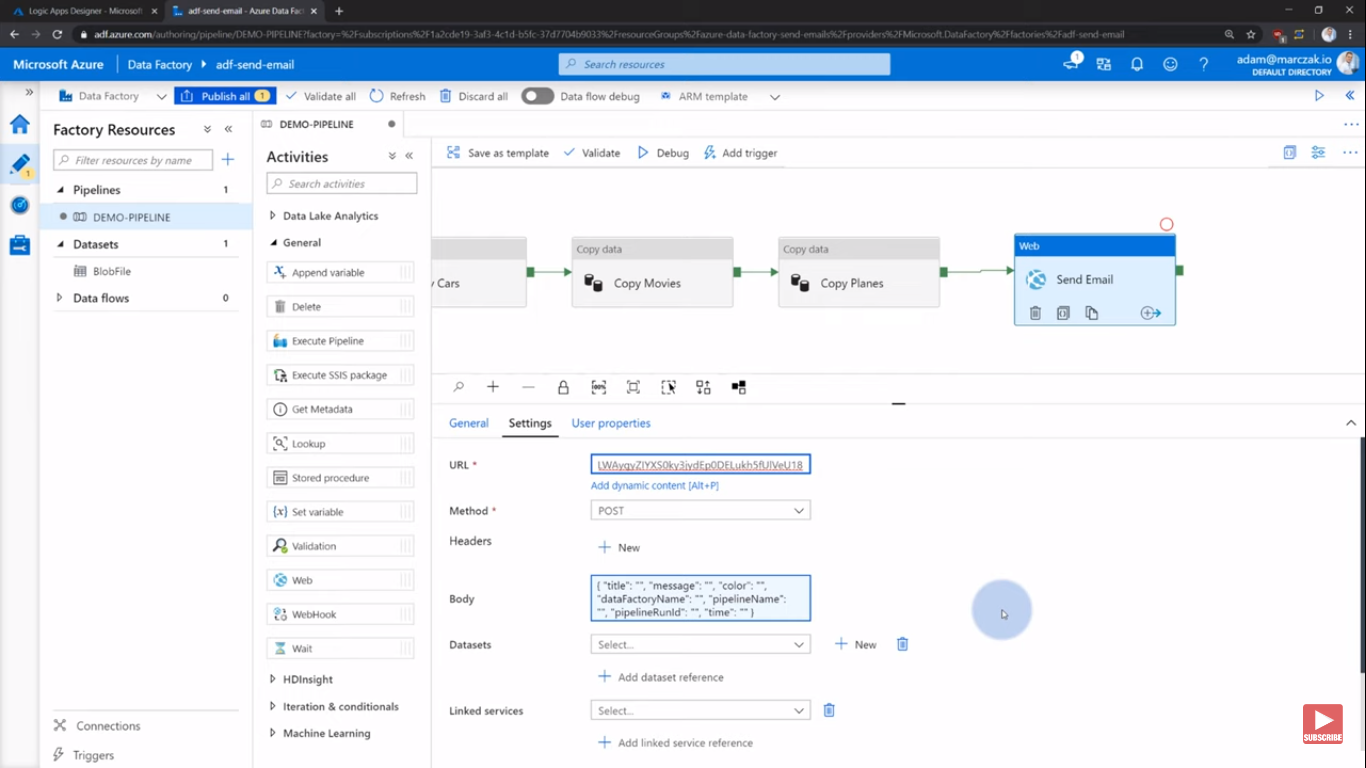 Logic Apps Designer - Microsoft
adf-send-email - Azure Data Fac
adf.azure.com/authoring/pipeline/DEMO-PIPELINE?factory=%2Fsubscriptions%2F1a2cde19-3af3-4c1d-b5fc-37d7704b9033%2FresourceGroups%2Fazure-data-factory-send-emails%2Fproviders%2FMicrosoft.DataFactory%2Ffactories%2Fadf-send-email
Microsoft Azure
Data Factory
adf-send-email
Search resources
1
adam@marczak.io
DEFAULT DIRECTORY
Data Factory
Publish all 1
Validate all
Refresh
Discard all
Data flow debug
ARM template
1
Factory Resources
Filter resources by name
Pipelines 1
DEMO-PIPELINE
Datasets 1
BlobFile
Data flows 0
Connections
Triggers
DEMO-PIPELINE
Activities
Search activities
Data Lake Analytics
General
Append variable
Delete
Execute Pipeline
Execute SSIS package
Get Metadata
Lookup
Stored procedure
Set variable
Validation
Web
WebHook
Wait
HDInsight
Iteration & conditionals
Machine Learning
Save as template
Validate
Debug
Add trigger
Cars
Copy data
Copy Movies
Copy data
Copy Planes
Web
Send Email
General
Settings
User properties
URL *
Add dynamic content [Alt+P]
Method *
POST
Headers
New
Body
{ "title": "", "message": "", "color": "",
"dataFactoryName": "", "pipelineName":
"", "pipelineRunId": "", "time": "" }
Datasets
Select...
New
Add dataset reference
Linked services
Select...
Add linked service reference
SUBSCRIBE